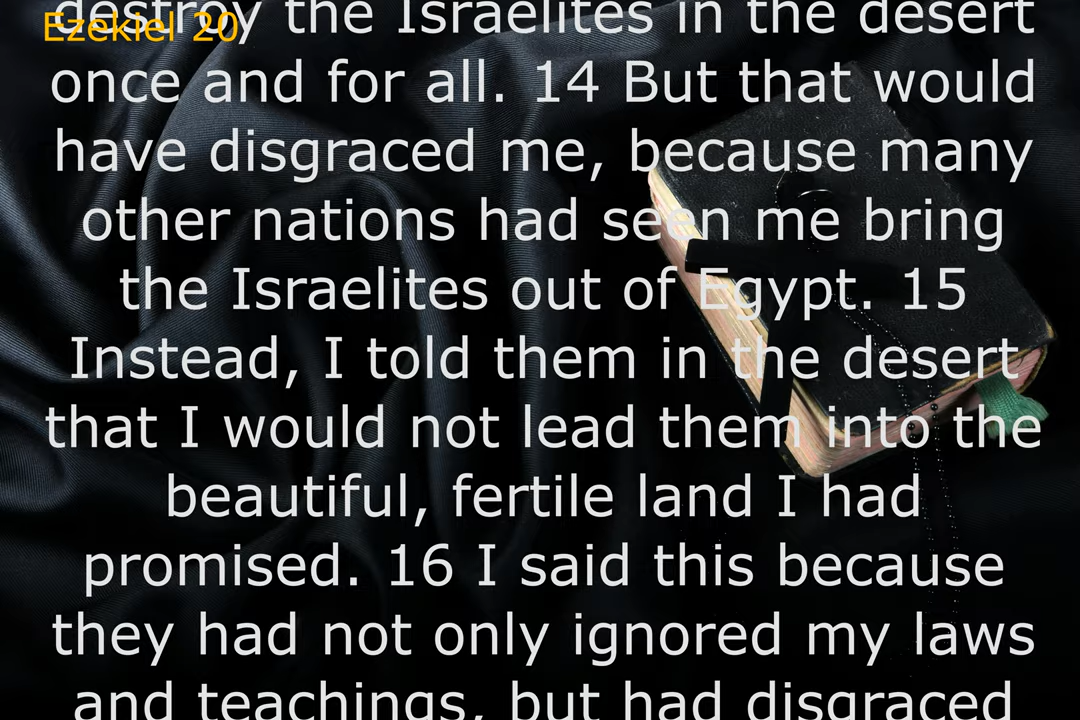 Ezekiel 20
destroy the Israelites in the desert
once and for all. 14 But that would
have disgraced me, because many
other nations had seen me bring
the Israelites out of Egypt. 15
Instead, I told them in the desert
that I would not lead them into the
beautiful, fertile land I had
promised. 16 I said this because
they had not only ignored my laws
and teachings, but had disgraced